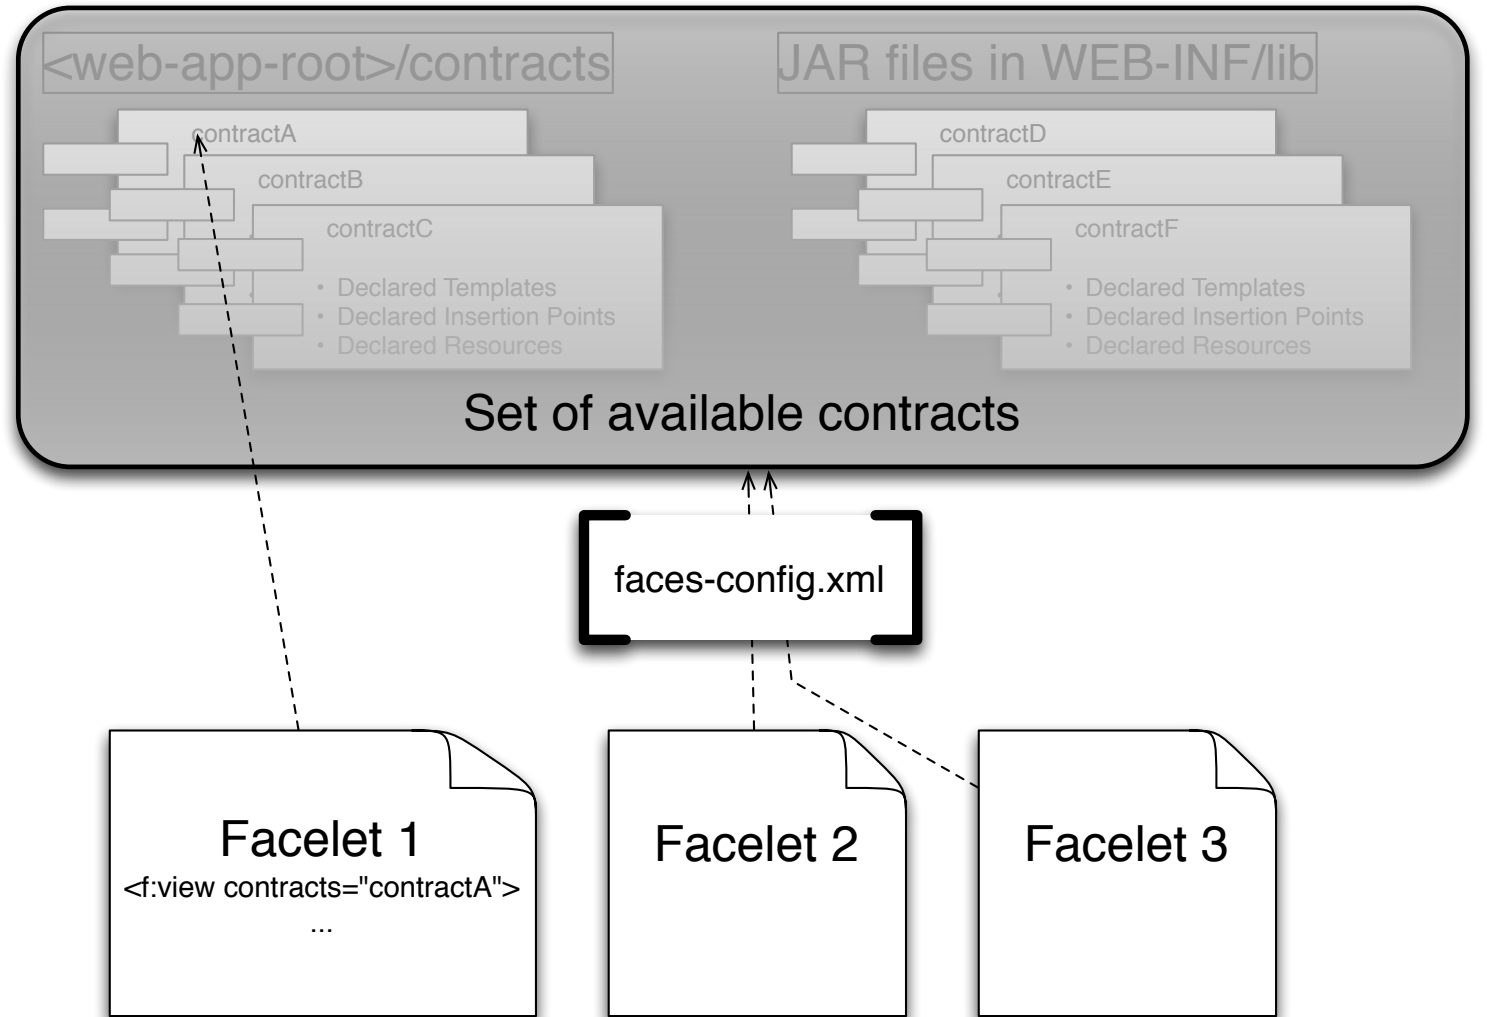 <web-app-root>/contracts
JAR files in WEB-INF/lib
contractA
contractB
contractC
• Declared Templates
• Declared Insertion Points
• Declared Resources
contractD
contractE
contractF
• Declared Templates
• Declared Insertion Points
• Declared Resources
Set of available contracts
faces-config.xml
Facelet 1
<f:view contracts="contractA">
...
Facelet 2
Facelet 3